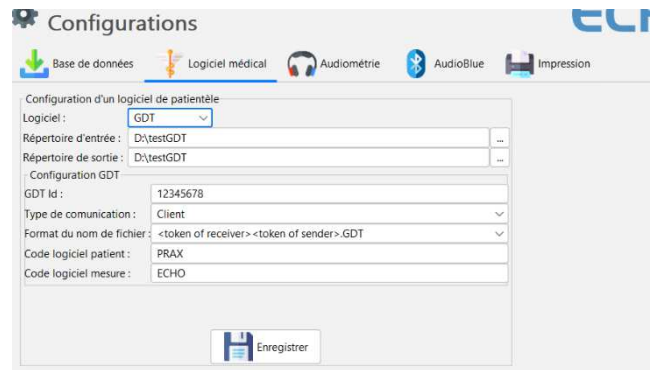 Configurations
Base de données Logiciel médical Audiométrie AudioBlue Impression
Configuration d'un logiciel de patientèle
Logiciel : GDT
Répertoire d'entrée : D:\testGDT ...
Répertoire de sortie : D:\testGDT ...
Configuration GDT
GDT Id : 12345678
Type de comunication : Client
Format du nom de fichier : <token of receiver><token of sender>.GDT
Code logiciel patient : PRAX
Code logiciel mesure : ECHO
Enregistrer